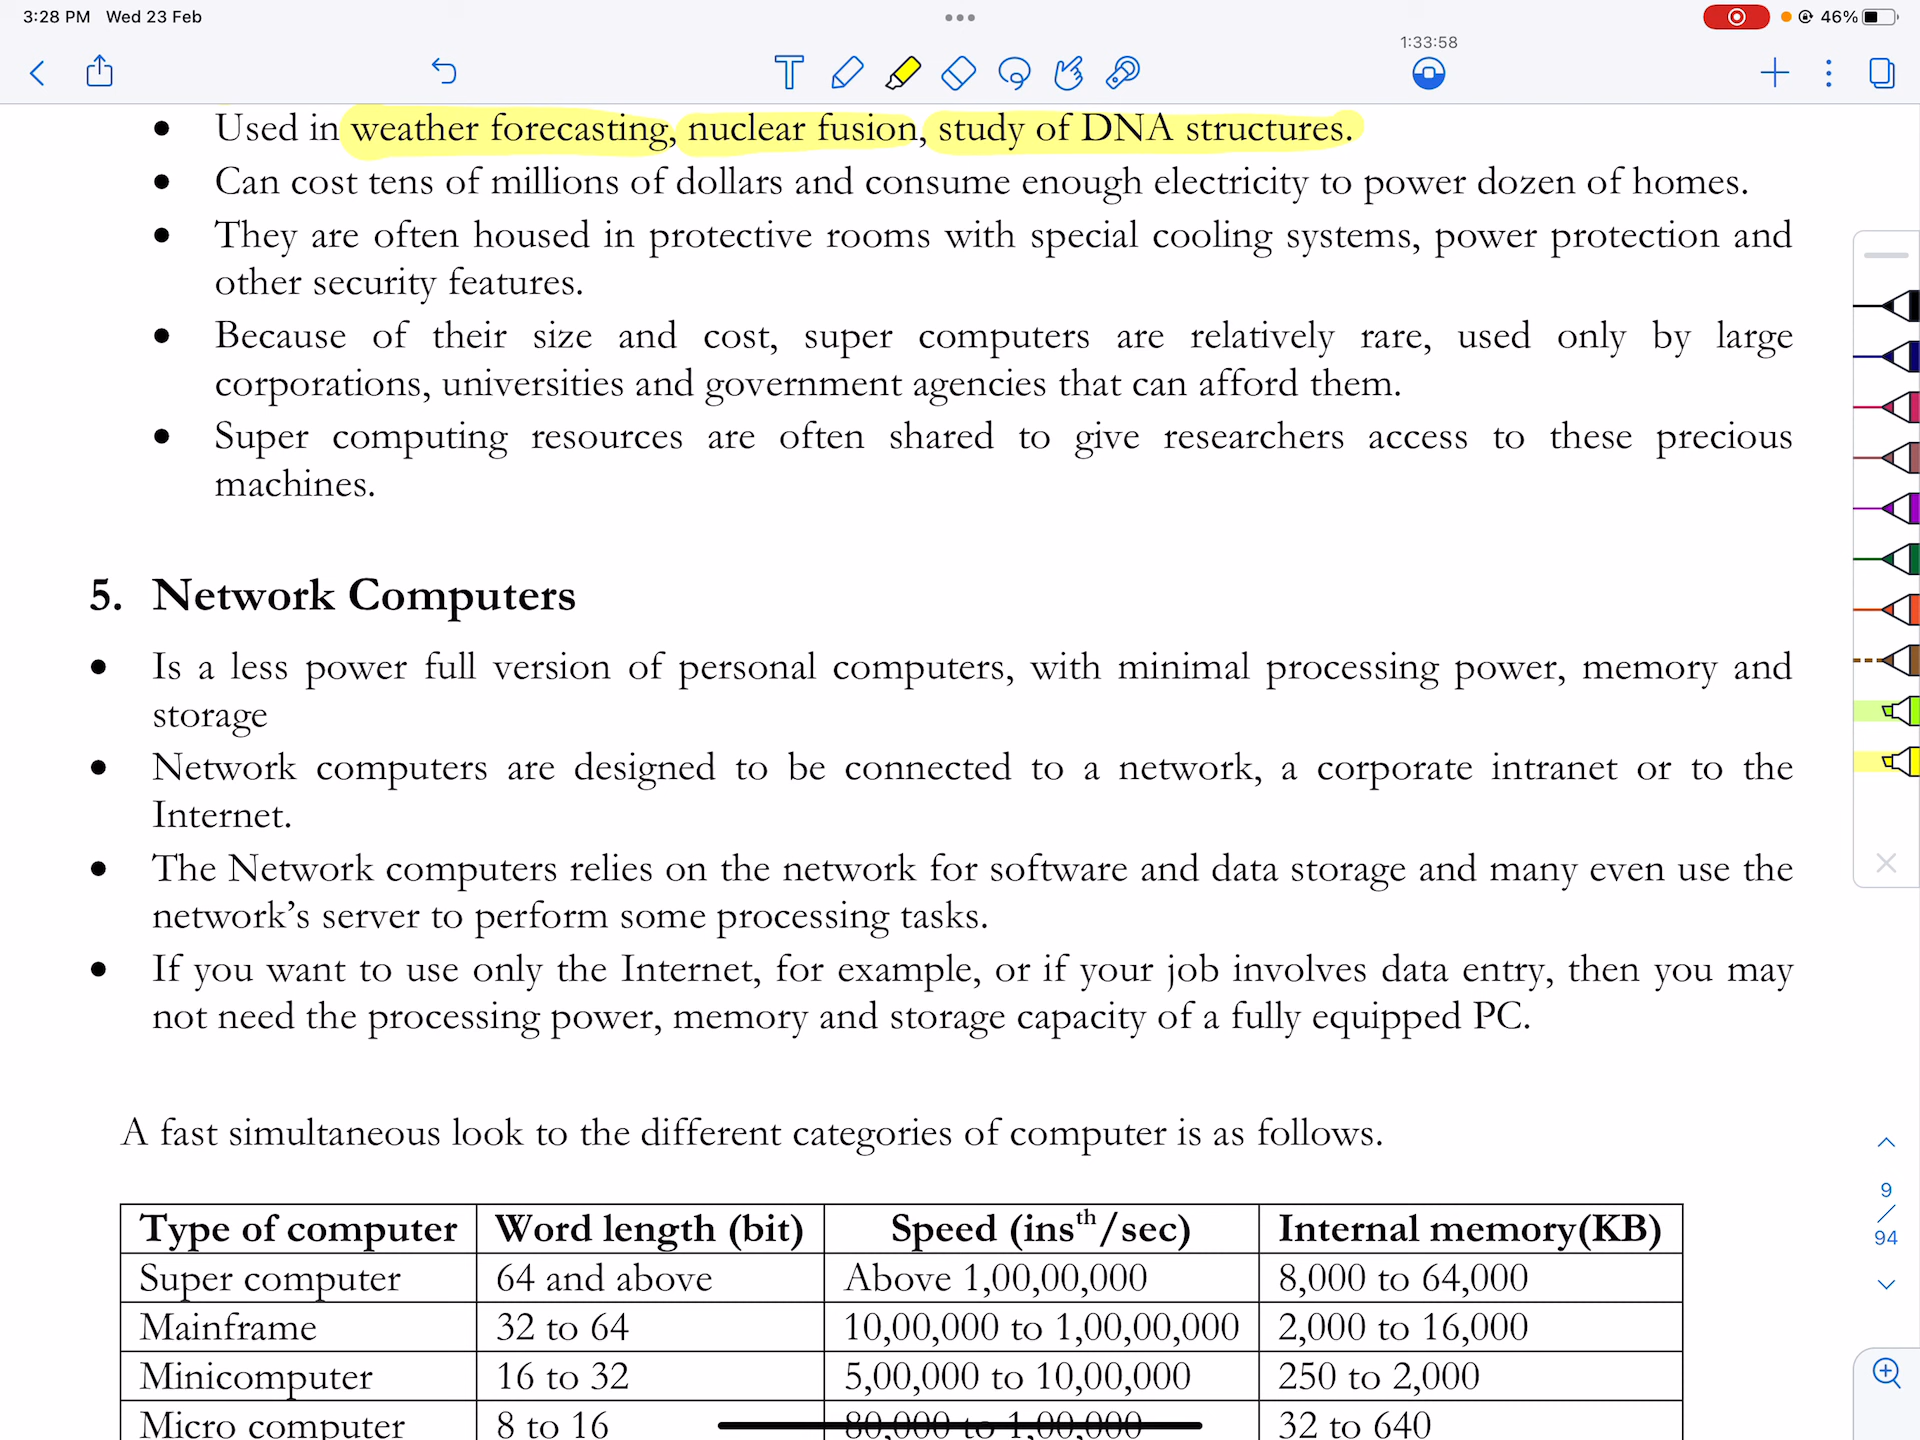 3:28 PM Wed 23 Feb
46%
1:33:58
• Used in weather forecasting, nuclear fusion, study of DNA structures.
• Can cost tens of millions of dollars and consume enough electricity to power dozen of homes.
• They are often housed in protective rooms with special cooling systems, power protection and
other security features.
• Because of their size and cost, super computers are relatively rare, used only by large
corporations, universities and government agencies that can afford them.
• Super computing resources are often shared to give researchers access to these precious
machines.
5. Network Computers
• Is a less power full version of personal computers, with minimal processing power, memory and
storage
• Network computers are designed to be connected to a network, a corporate intranet or to the
Internet.
• The Network computers relies on the network for software and data storage and many even use the
network's server to perform some processing tasks.
• If you want to use only the Internet, for example, or if your job involves data entry, then you may
not need the processing power, memory and storage capacity of a fully equipped PC.
A fast simultaneous look to the different categories of computer is as follows.
Type of computer Word length (bit) Speed (insth/sec) Internal memory(KB)
Super computer 64 and above Above 1,00,00,000 8,000 to 64,000
Mainframe 32 to 64 10,00,000 to 1,00,00,000 2,000 to 16,000
Minicomputer 16 to 32 5,00,000 to 10,00,000 250 to 2,000
Micro computer 8 to 16 80,000 to 1,00,000 32 to 640
9
/
94